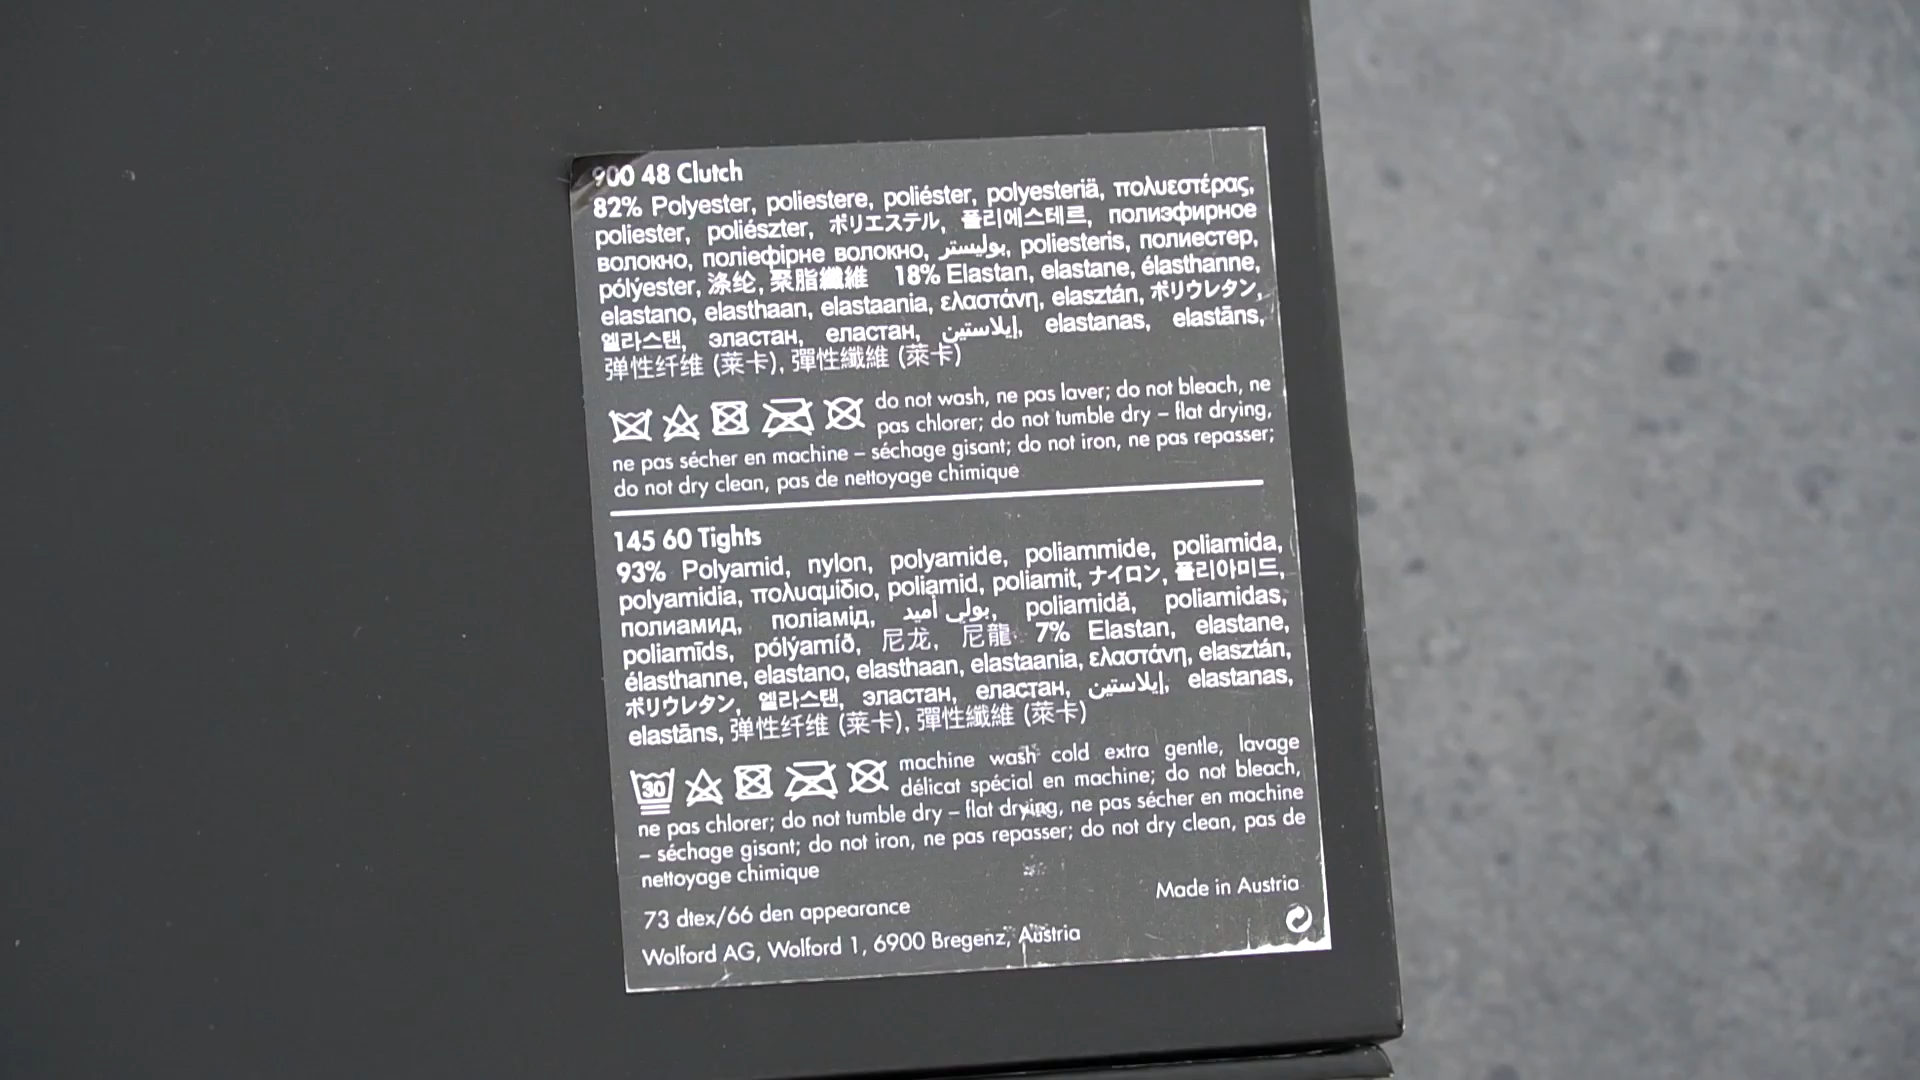 900 48 Clutch
82% Polyester, poliestere, poliéster, polyesteriä, πολυεστέρας,
poliester, poliészter, ポリエステル, 폴리에스테르, полиэфирное
волокно, поліефірне волокно, بوليستر, poliesteris, полиестер,
pólýester, 涤纶, 聚脂纖維 18% Elastan, elastane, élasthanne,
elastano, elasthaan, elastaania, ελαστάνη, elasztán, ポリウレタン,
엘라스탠, эластан, еластан, إيلاستين, elastanas, elastāns,
弹性纤维 (莱卡), 彈性纖維 (萊卡)
do not wash, ne pas laver; do not bleach, ne
pas chlorer; do not tumble dry – flat drying,
ne pas sécher en machine – séchage gisant; do not iron, ne pas repasser;
do not dry clean, pas de nettoyage chimique
145 60 Tights
93% Polyamid, nylon, polyamide, poliammide, poliamida,
polyamidia, πολυαμίδιο, poliamid, poliamit, ナイロン, 폴리아미드,
полиамид, поліамід, بولي أميد, poliamidă, poliamidas,
poliamīds, pólýamíð, 尼龙, 尼龍 7% Elastan, elastane,
élasthanne, elastano, elasthaan, elastaania, ελαστάνη, elasztán,
ポリウレタン, 엘라스탠, эластан, еластан, إيلاستين, elastanas,
elastāns, 弹性纤维 (莱卡), 彈性纖維 (萊卡)
30 machine wash cold extra gentle, lavage
délicat spécial en machine; do not bleach,
ne pas chlorer; do not tumble dry – flat drying, ne pas sécher en machine
– séchage gisant; do not iron, ne pas repasser; do not dry clean, pas de
nettoyage chimique
Made in Austria
73 dtex/66 den appearance
Wolford AG, Wolford 1, 6900 Bregenz, Austria